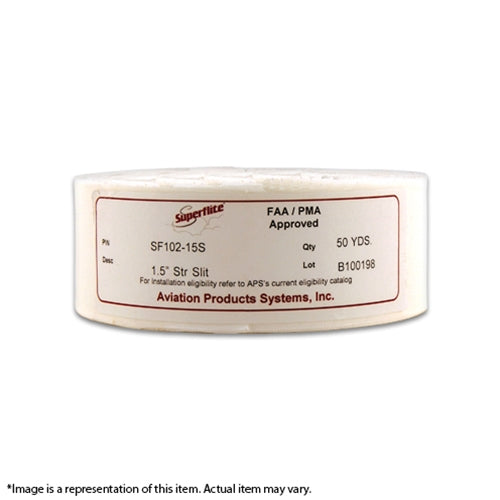 Superflite®
FAA / PMA
Approved
P/N SF102-15S Qty 50 YDS.
Desc 1.5" Str Slit Lot B100198
For Installation eligibility refer to APS's current eligibility catalog
Aviation Products Systems, Inc.
*Image is a representation of this item. Actual item may vary.